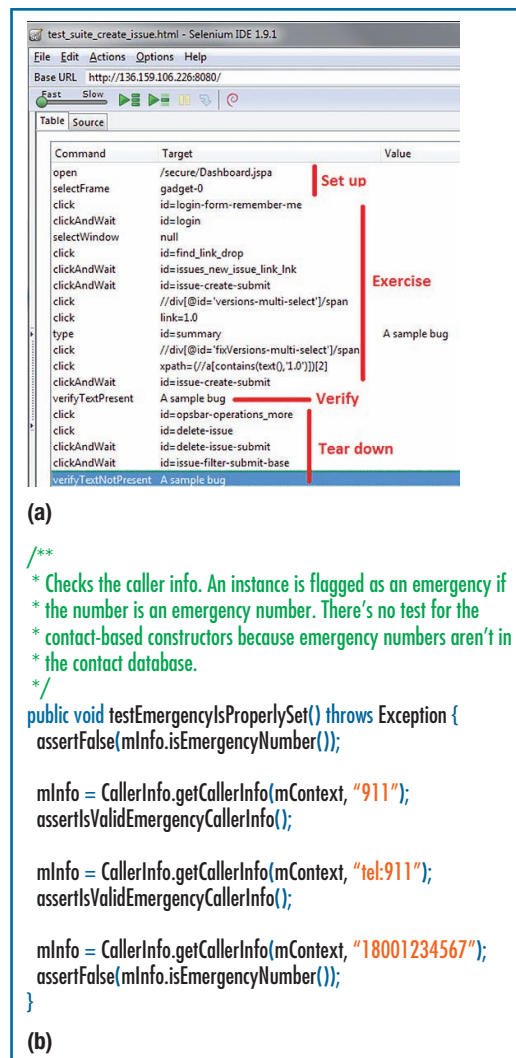 test_suite_create_issue.html - Selenium IDE 1.9.1
File Edit Actions Options Help
Base URL http://136.159.106.226:8080/
Fast Slow
Table Source
Command Target Value
open /secure/Dashboard.jspa
selectFrame gadget-0
Set up
click id=login-form-remember-me
clickAndWait id=login
selectWindow null
click id=find_link_drop
clickAndWait id=issues_new_issue_link_lnk
clickAndWait id=issue-create-submit
Exercise
click //div[@id='versions-multi-select']/span
click link=1.0
type id=summary A sample bug
click //div[@id='fixVersions-multi-select']/span
click xpath=(//a[contains(text(),'1.0')])[2]
clickAndWait id=issue-create-submit
verifyTextPresent A sample bug Verify
click id=opsbar-operations_more
click id=delete-issue
clickAndWait id=delete-issue-submit
Tear down
clickAndWait id=issue-filter-submit-base
verifyTextNotPresent A sample bug
(a)
/**
* Checks the caller info. An instance is flagged as an emergency if
* the number is an emergency number. There’s no test for the
* contact-based constructors because emergency numbers aren’t in
* the contact database.
*/
public void testEmergencyIsProperlySet() throws Exception {
assertFalse(mInfo.isEmergencyNumber());
mInfo = CallerInfo.getCallerInfo(mContext, “911”);
assertIsValidEmergencyCallerInfo();
mInfo = CallerInfo.getCallerInfo(mContext, “tel:911”);
assertIsValidEmergencyCallerInfo();
mInfo = CallerInfo.getCallerInfo(mContext, “18001234567”);
assertFalse(mInfo.isEmergencyNumber());
}
(b)